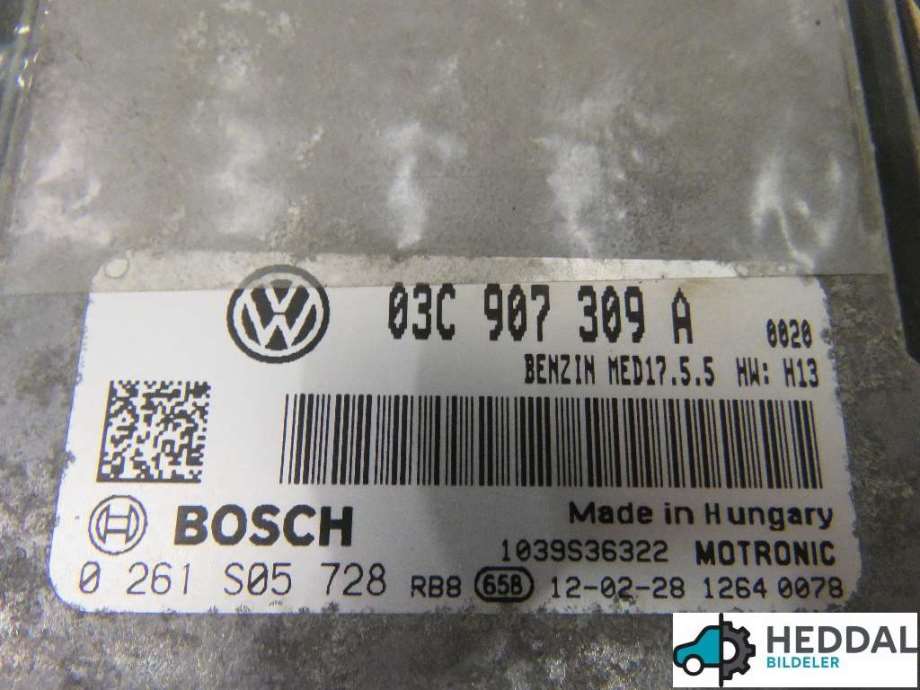 03C 907 309 A 0020
BENZIN MED17.5.5 HW: H13
BOSCH Made in Hungary
1039S36322 MOTRONIC
0 261 S05 728 RB8 658 12-02-28 1264 0078
HEDDAL
BILDELER